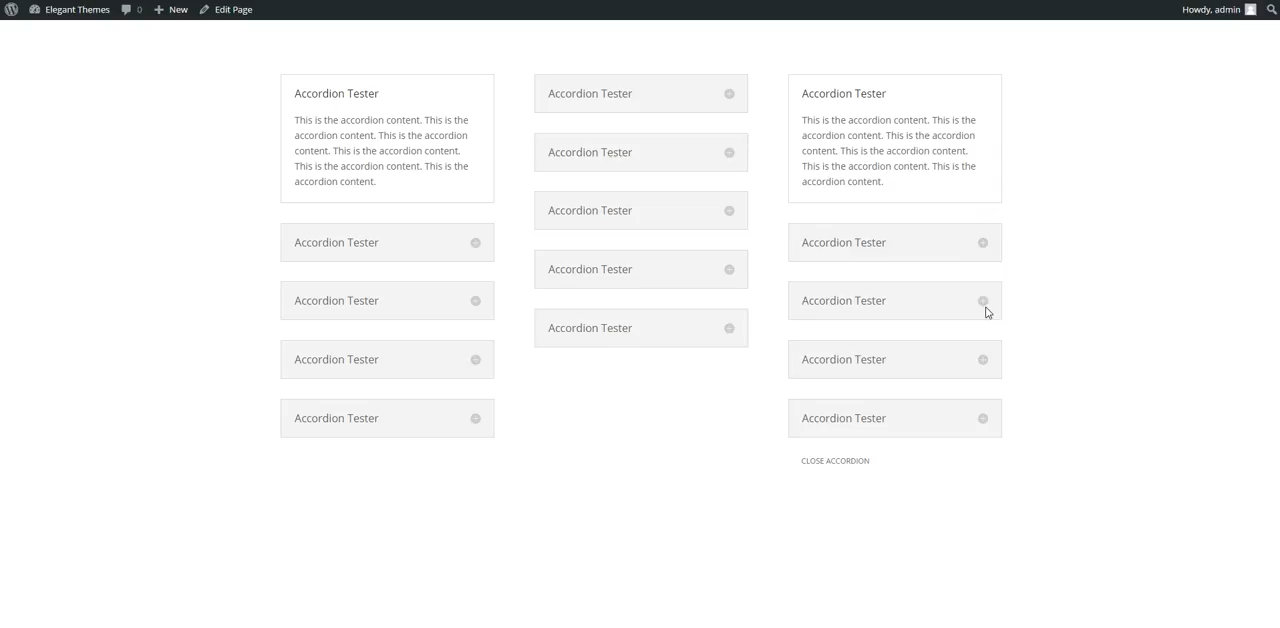 Elegant Themes 0 New Edit Page Howdy, admin
Accordion Tester
This is the accordion content. This is the
accordion content. This is the accordion
content. This is the accordion content.
This is the accordion content. This is the
accordion content.
Accordion Tester
Accordion Tester
Accordion Tester
Accordion Tester
Accordion Tester
Accordion Tester
Accordion Tester
Accordion Tester
Accordion Tester
Accordion Tester
This is the accordion content. This is the
accordion content. This is the accordion
content. This is the accordion content.
This is the accordion content. This is the
accordion content.
Accordion Tester
Accordion Tester
Accordion Tester
Accordion Tester
CLOSE ACCORDION